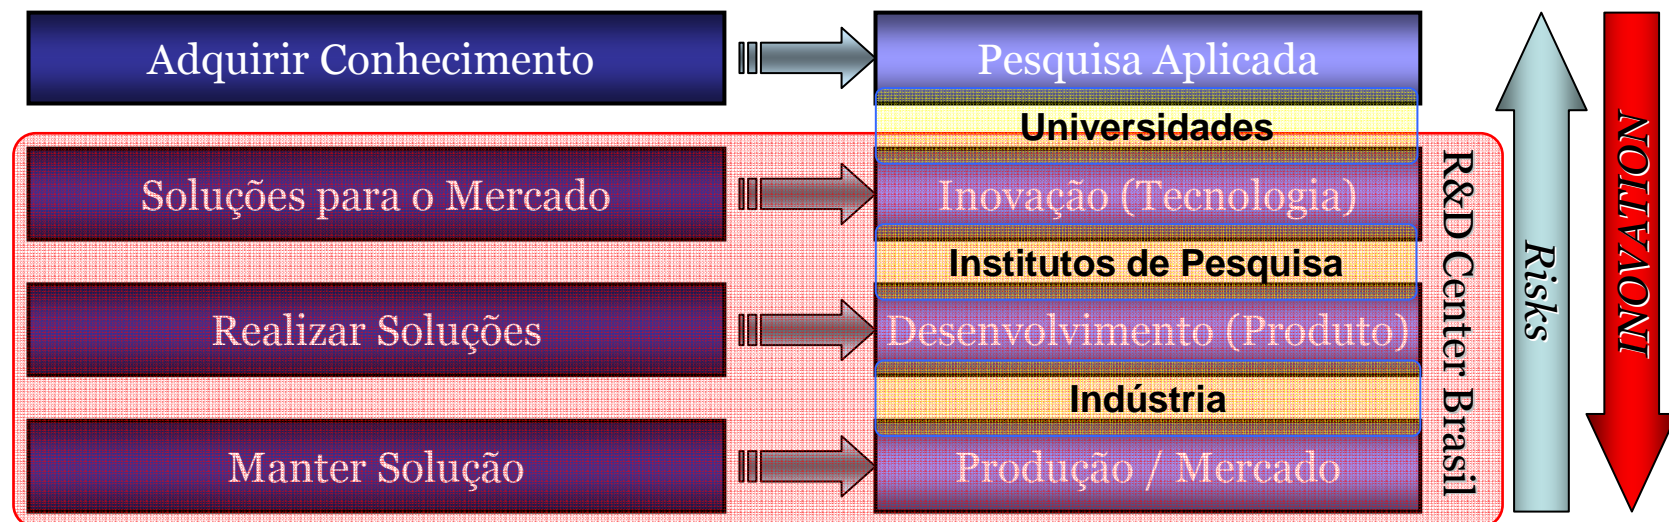 Adquirir Conhecimento
Pesquisa Aplicada
Universidades
Soluções para o Mercado
Inovação (Tecnologia)
Institutos de Pesquisa
Realizar Soluções
Desenvolvimento (Produto)
Indústria
Manter Solução
Produção / Mercado
R&D Center Brasil
Risks
INOVATION